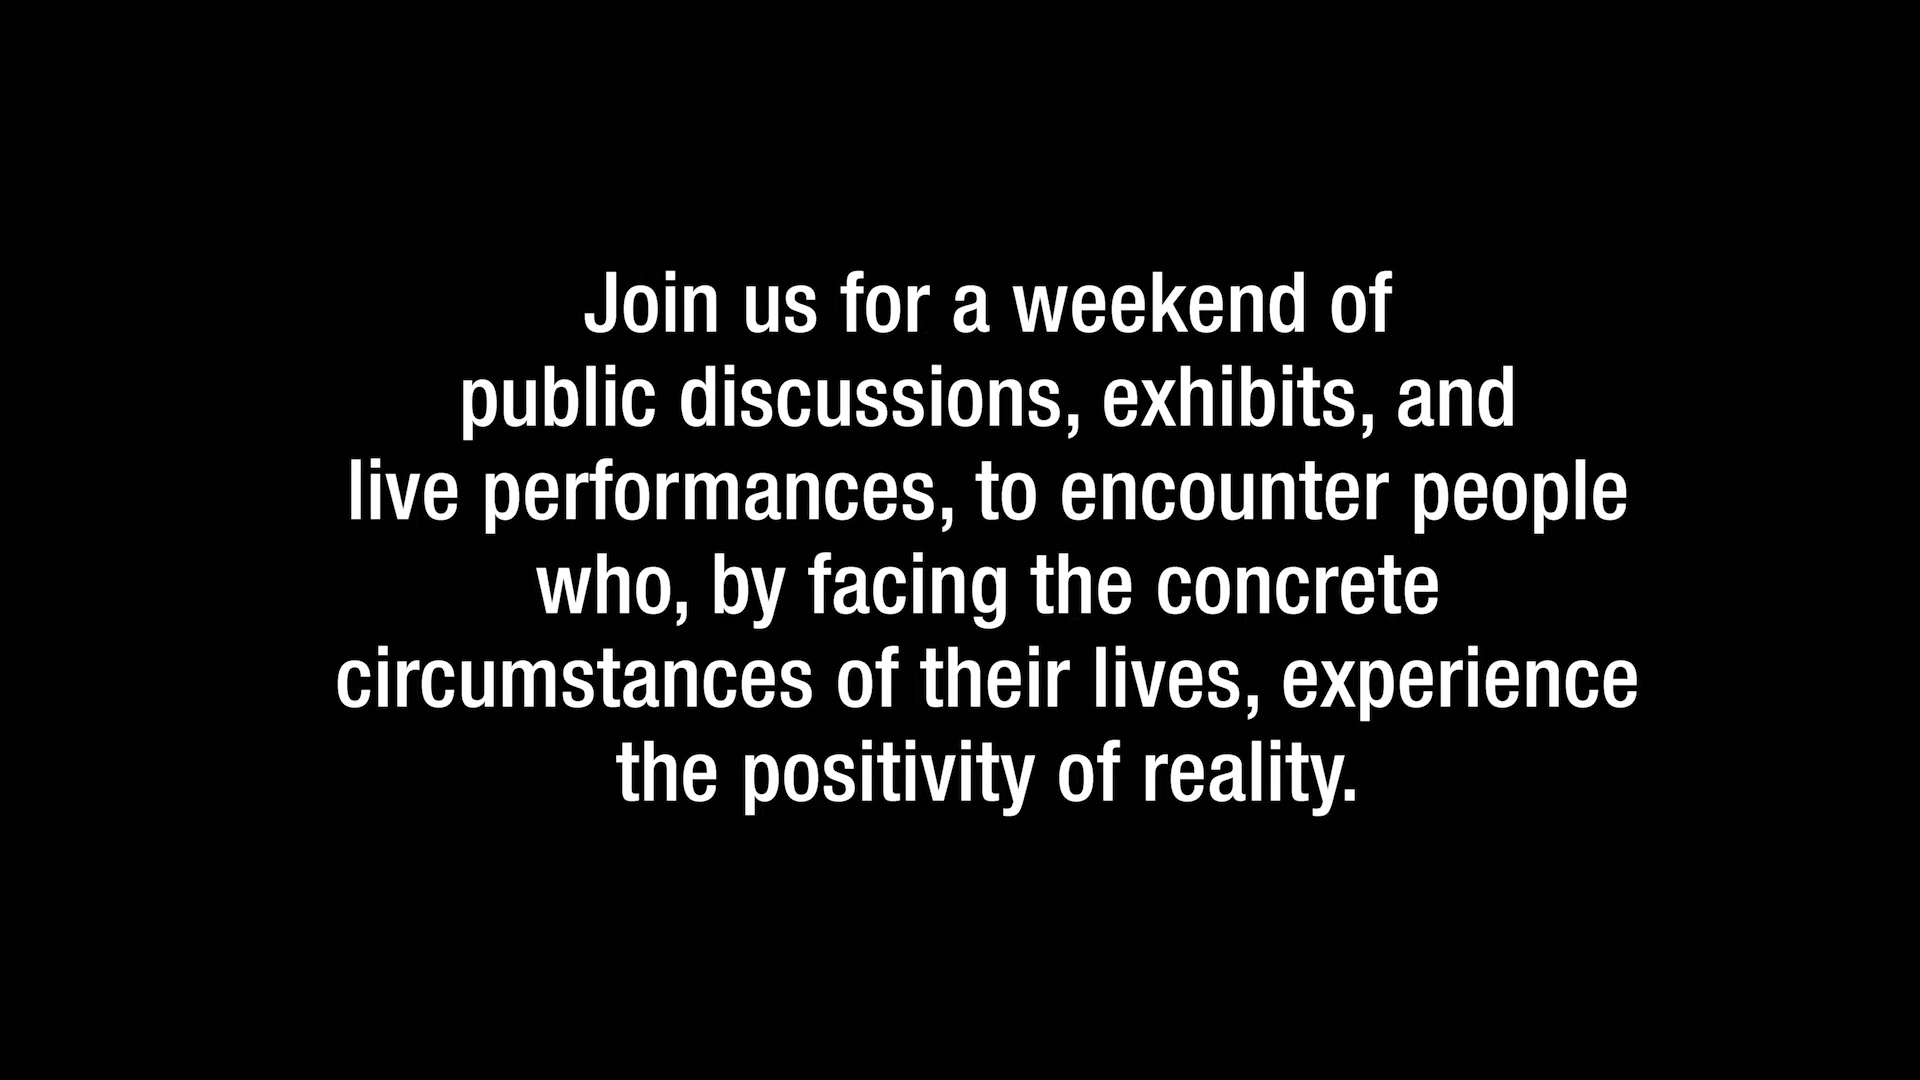 Join us for a weekend of
public discussions, exhibits, and
live performances, to encounter people
who, by facing the concrete
circumstances of their lives, experience
the positivity of reality.